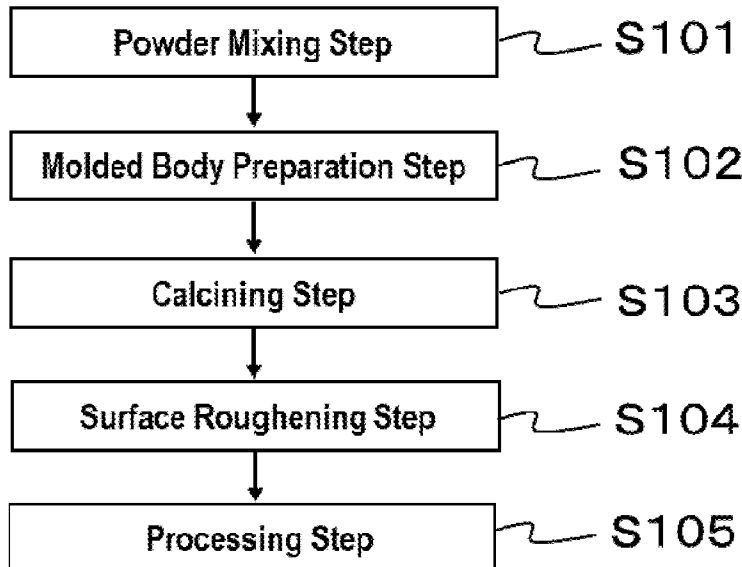 Powder Mixing Step S101
Molded Body Preparation Step S102
Calcining Step S103
Surface Roughening Step S104
Processing Step S105